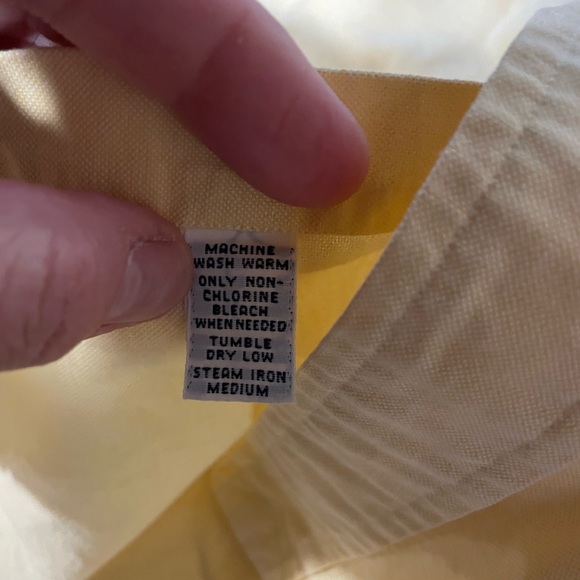 MACHINE
WASH WARM
ONLY NON-
CHLORINE
BLEACH
WHEN NEEDED
TUMBLE
DRY LOW
STEAM IRON
MEDIUM